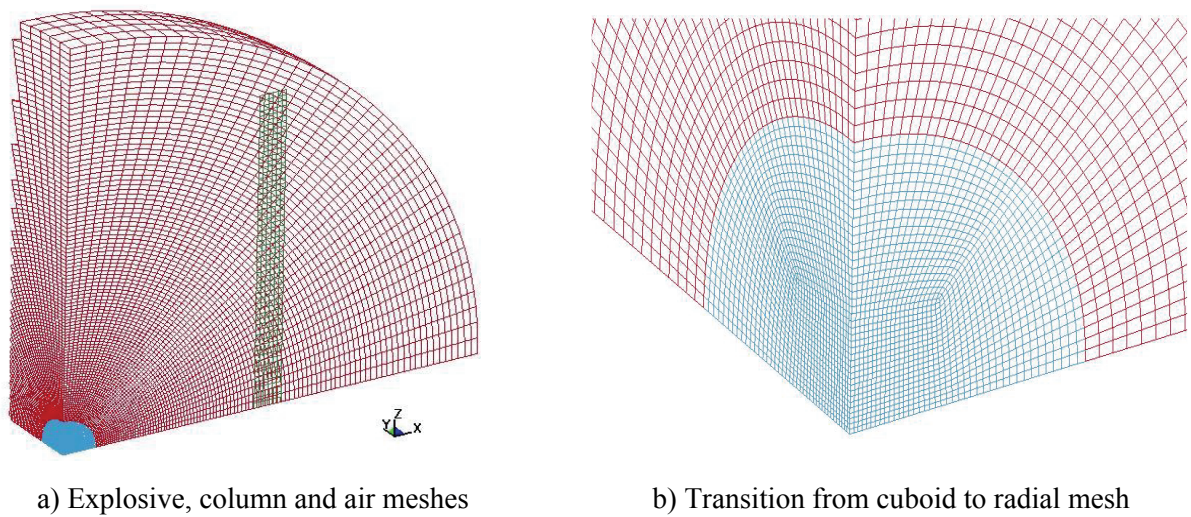 Z
Y X
a) Explosive, column and air meshes
b) Transition from cuboid to radial mesh